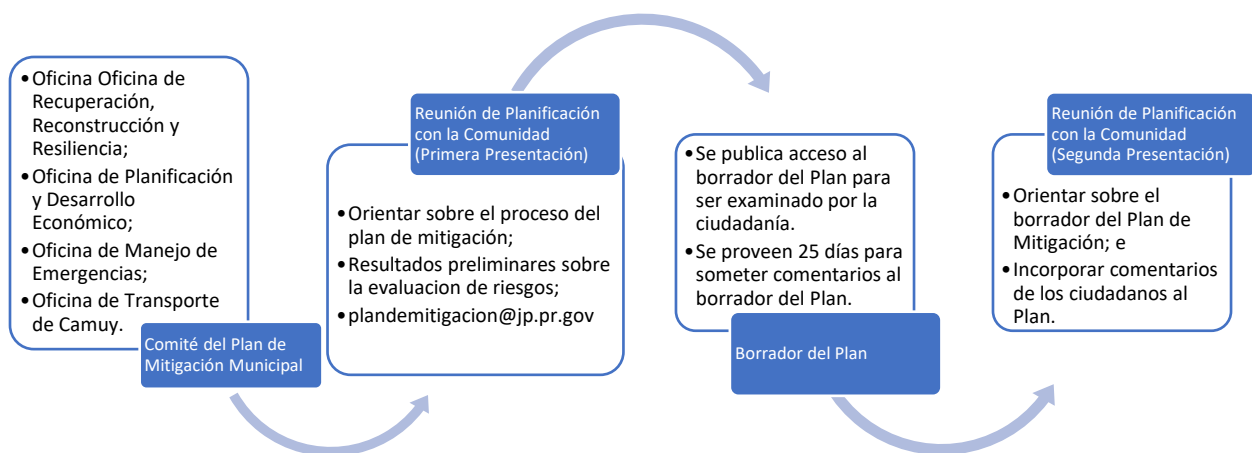 •Oficina Oficina de
Recuperación,
Reconstrucción y
Resiliencia;
•Oficina de Planificación
y Desarrollo
Económico;
•Oficina de Manejo de
Emergencias;
•Oficina de Transporte
de Camuy.
Comité del Plan de
Mitigación Municipal
Reunión de Planificación
con la Comunidad
(Primera Presentación)
•Orientar sobre el proceso del
plan de mitigación;
•Resultados preliminares sobre
la evaluacion de riesgos;
•plandemitigacion@jp.pr.gov
•Se publica acceso al
borrador del Plan para
ser examinado por la
ciudadanía.
•Se proveen 25 días para
someter comentarios al
borrador del Plan.
Borrador del Plan
Reunión de Planificación
con la Comunidad
(Segunda Presentación)
•Orientar sobre el
borrador del Plan de
Mitigación; e
•Incorporar comentarios
de los ciudadanos al
Plan.